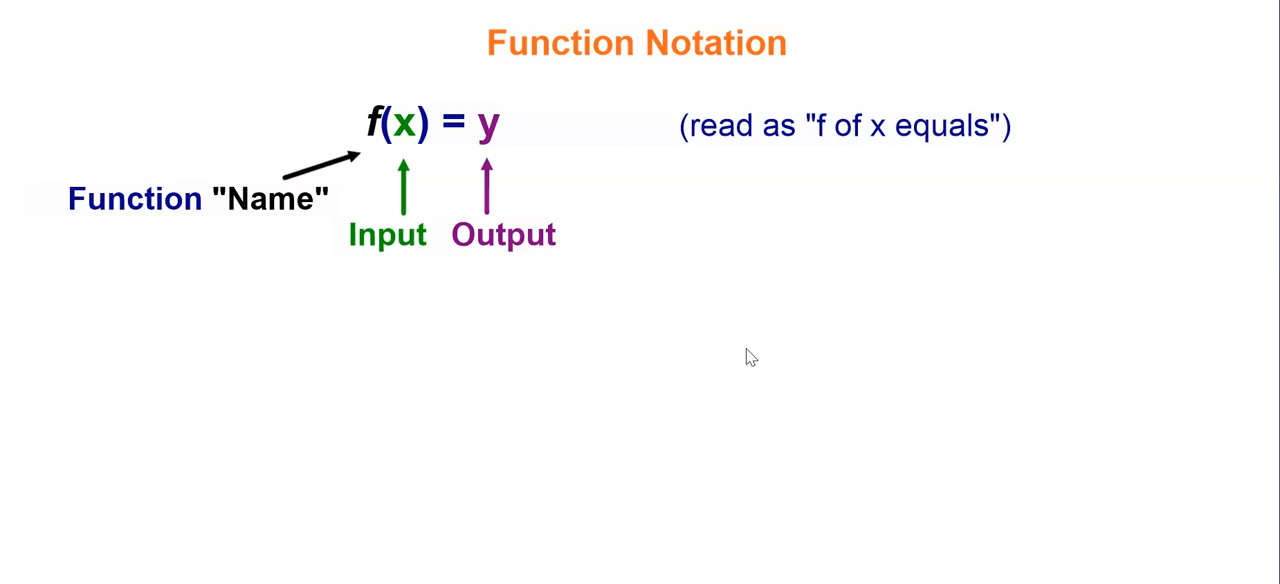 Function Notation
f(x) = y
(read as "f of x equals")
Function "Name"
Input Output